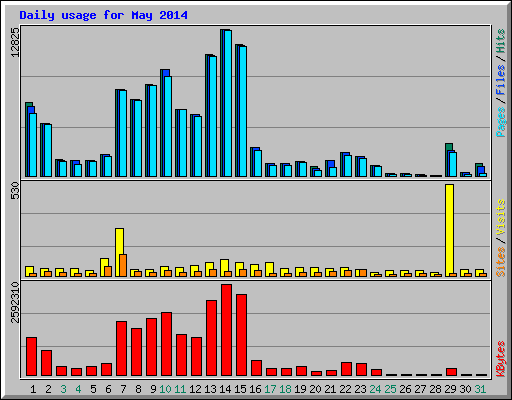 Daily usage for May 2014
12825
Pages / Files / Hits
530
Sites / Visits
2592310
KBytes
1 2 3 4 5 6 7 8 9 10 11 12 13 14 15 16 17 18 19 20 21 22 23 24 25 26 27 28 29 30 31